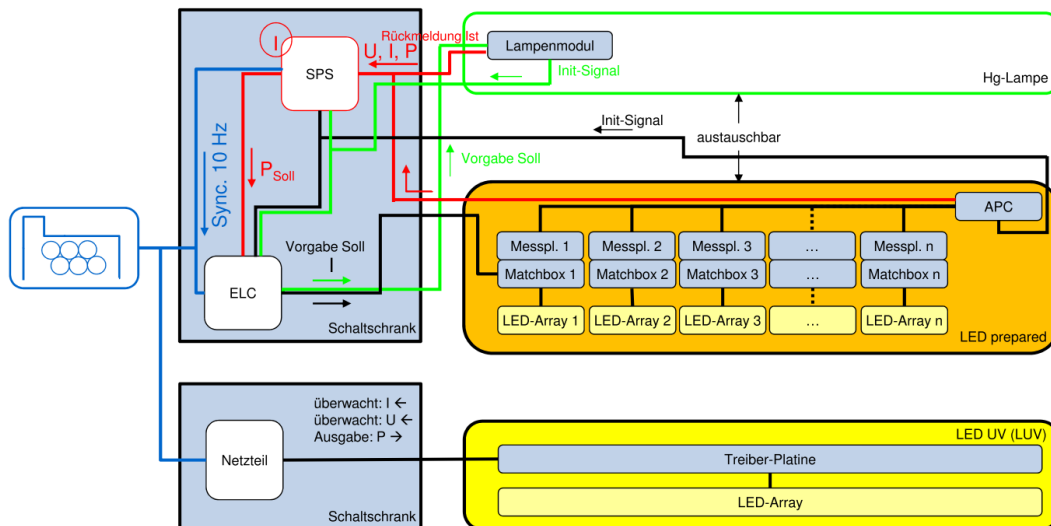 I
SPS
Rückmeldung Ist
U, I, P
Lampenmodul
Init-Signal
Hg-Lampe
Init-Signal
austauschbar
Sync. 10 Hz
PSoll
Vorgabe Soll
APC
Messpl. 1
Messpl. 2
Messpl. 3
...
Messpl. n
Matchbox 1
Matchbox 2
Matchbox 3
...
Matchbox n
LED-Array 1
LED-Array 2
LED-Array 3
...
LED-Array n
LED prepared
Vorgabe Soll
I
ELC
Schaltschrank
überwacht: I ←
überwacht: U ←
Ausgabe: P →
Netzteil
Schaltschrank
LED UV (LUV)
Treiber-Platine
LED-Array